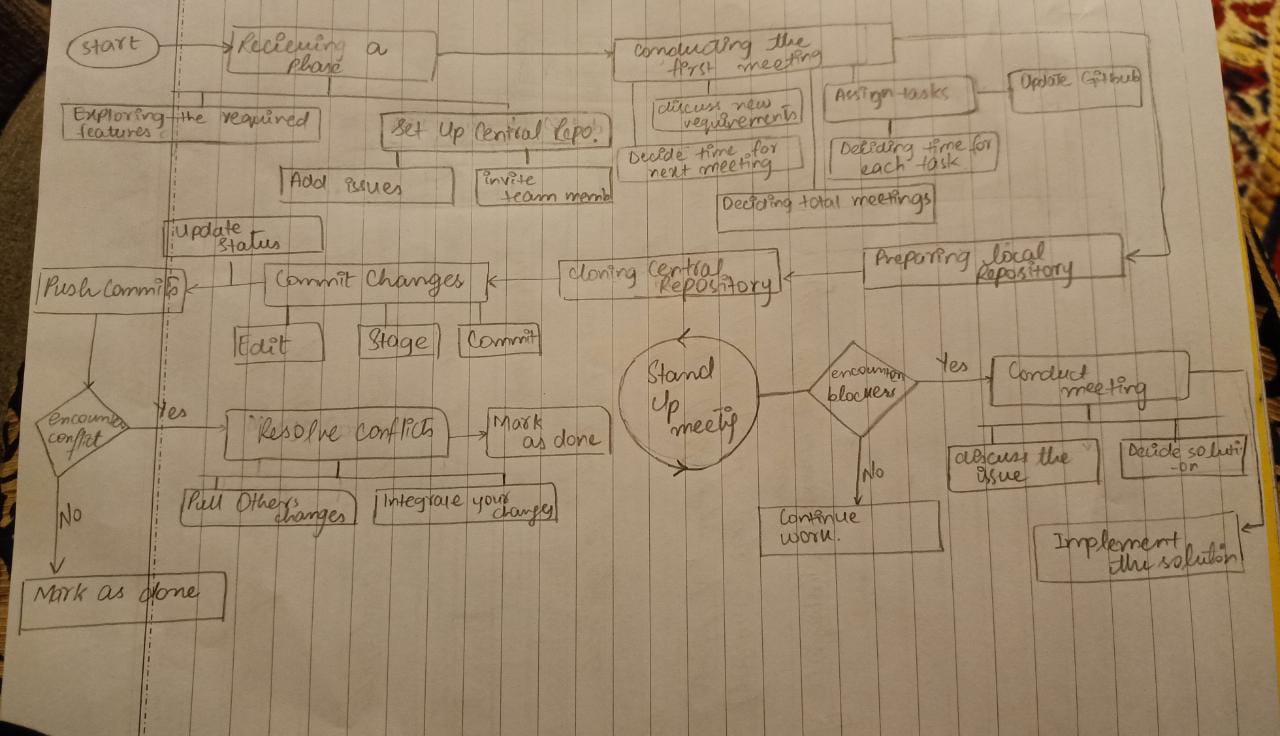 start
Recieving a
phase
Conducting the
first meeting
Exploring the required
features
Set Up Central Repo.
Add issues
invite
team memb
discuss new
requirements
Decide time for
next meeting
Deciding total meetings
Assign tasks
Update Github
Deciding time for
each task
Preparing local
Repository
Cloning Central
Repository
Commit Changes
Update
Status
Push Commits
Edit
Stage
Commit
encounter
conflict
Yes
Resolve conflicts
Mark
as done
Pull Others
changes
Integrate your
changes
No
Mark as done
Stand
Up
meetig
encounter
blockers
Yes
Conduct
meeting
discuss the
issue
Decide soluti
-on
Implement
the solution
No
Continue
work.